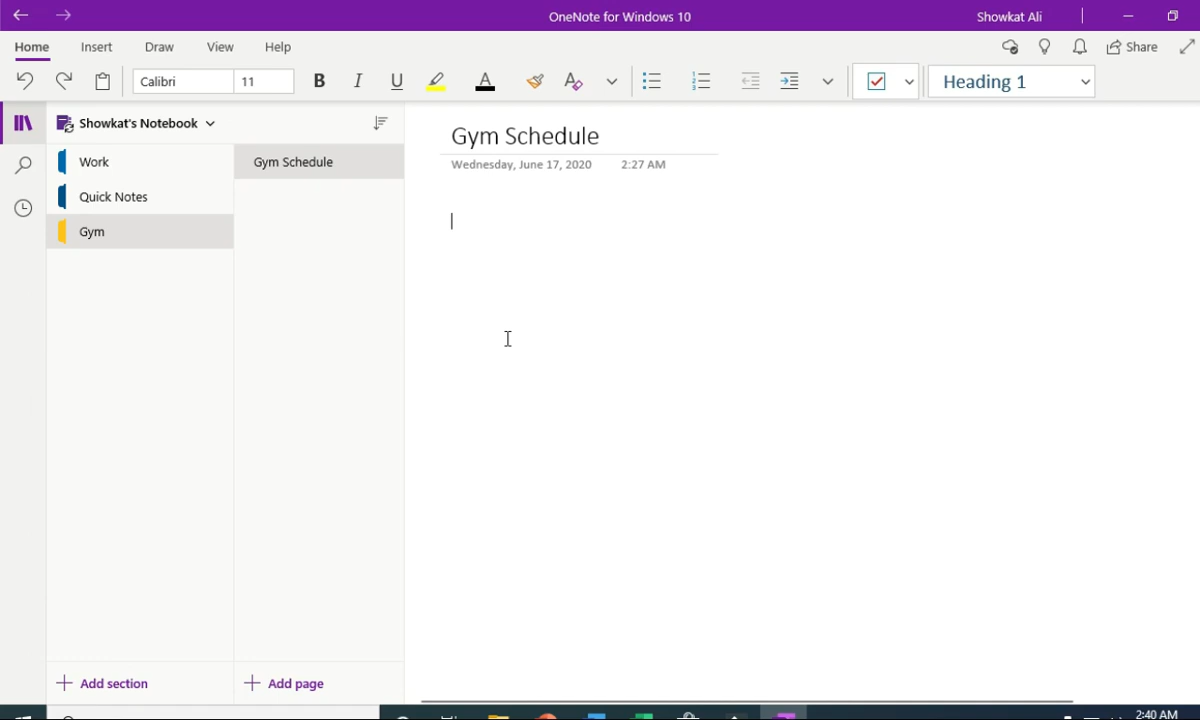 OneNote for Windows 10
Showkat Ali
Home Insert Draw View Help
Share
Calibri 11 B I U A A Heading 1
Showkat's Notebook
Work
Quick Notes
Gym
Gym Schedule
Gym Schedule
Wednesday, June 17, 2020 2:27 AM
Add section
Add page
2:40 AM